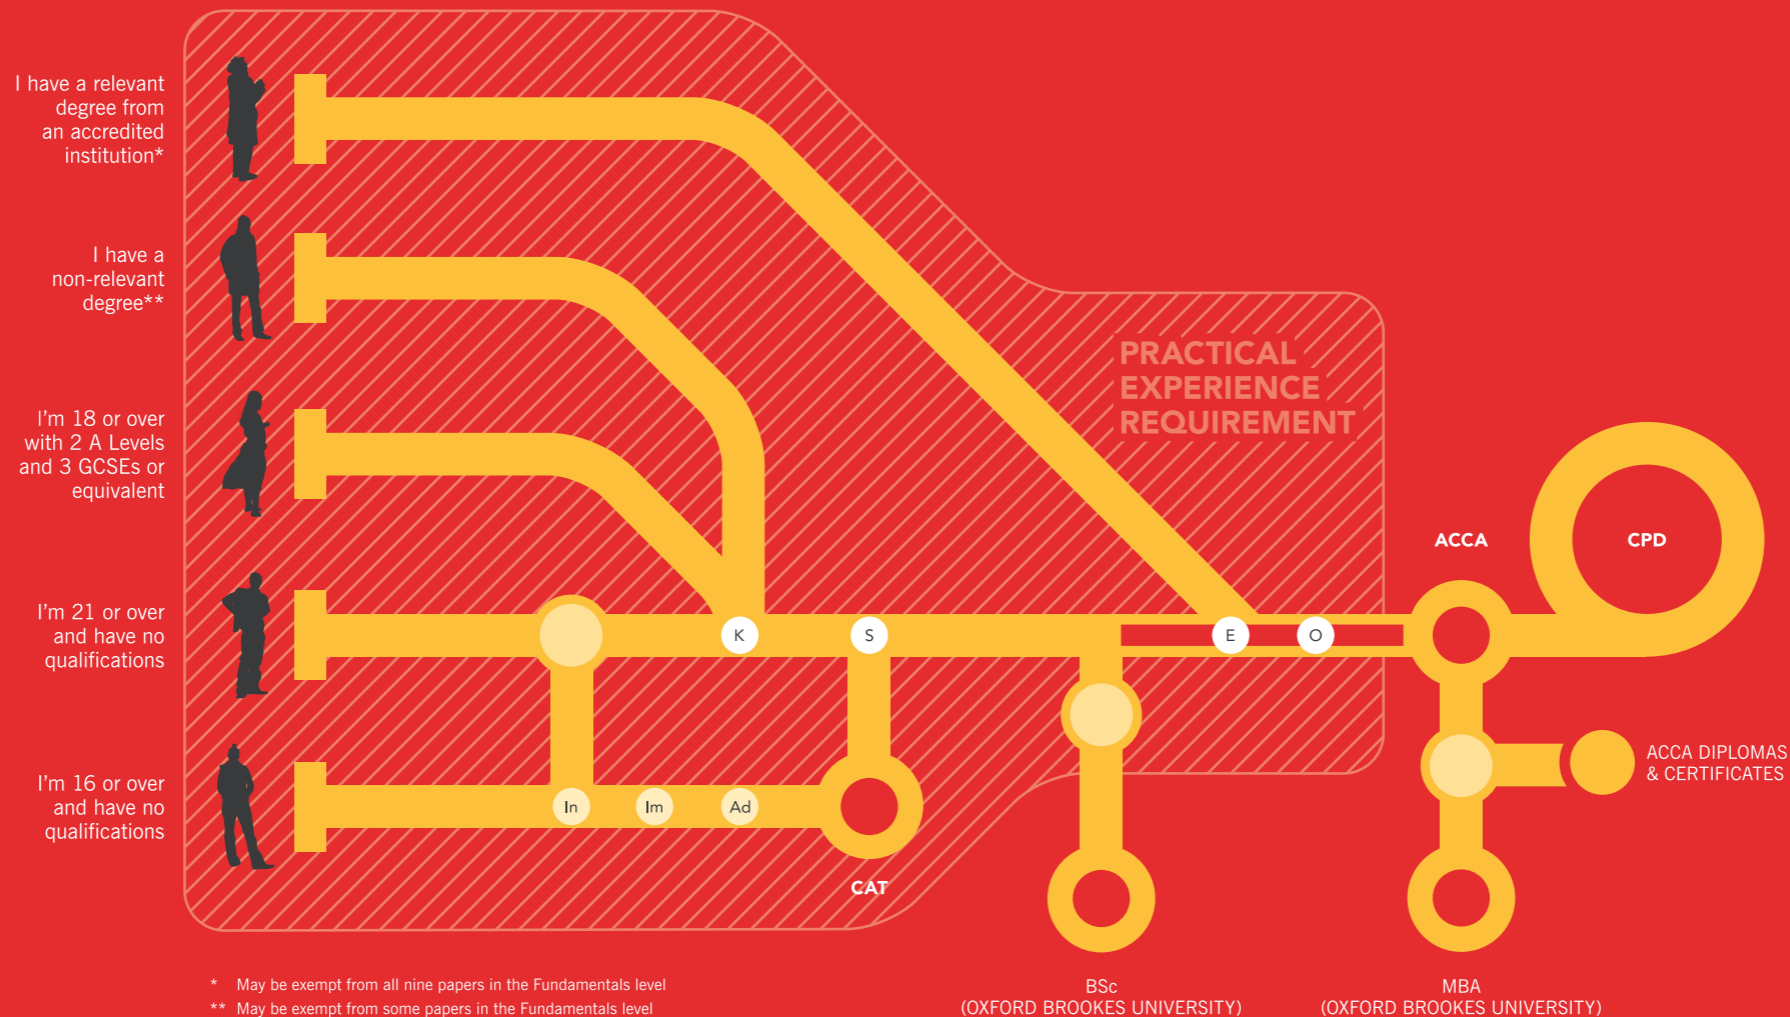 I have a relevant
degree from
an accredited
institution*
I have a
non-relevant
degree**
PRACTICAL
EXPERIENCE
REQUIREMENT
I'm 18 or over
with 2 A Levels
and 3 GCSEs or
equivalent
ACCA
CPD
I'm 21 or over
and have no
qualifications
K
S
E
O
ACCA DIPLOMAS
& CERTIFICATES
I'm 16 or over
and have no
qualifications
In
Im
Ad
CAT
* May be exempt from all nine papers in the Fundamentals level
** May be exempt from some papers in the Fundamentals level
BSc
(OXFORD BROOKES UNIVERSITY)
MBA
(OXFORD BROOKES UNIVERSITY)